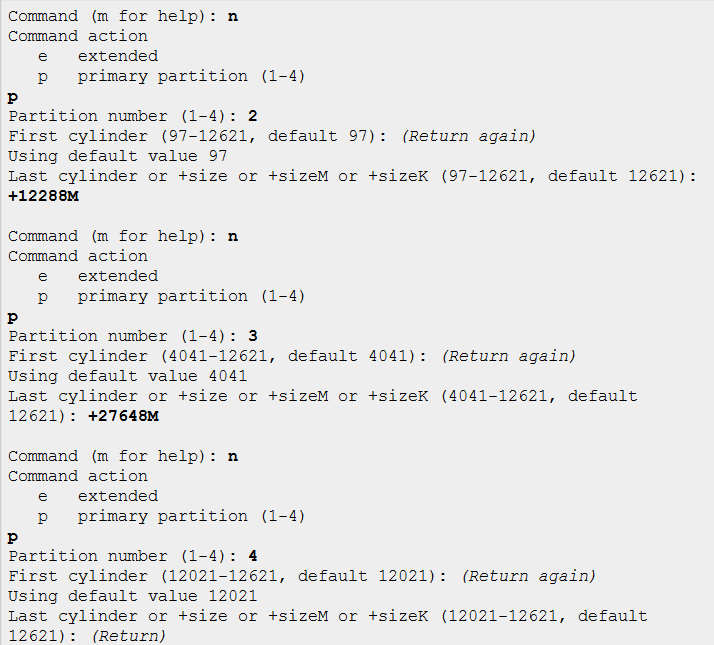 Command (m for help): n
Command action
e extended
p primary partition (1-4)
p
Partition number (1-4): 2
First cylinder (97-12621, default 97): (Return again)
Using default value 97
Last cylinder or +size or +sizeM or +sizeK (97-12621, default 12621):
+12288M
Command (m for help): n
Command action
e extended
p primary partition (1-4)
p
Partition number (1-4): 3
First cylinder (4041-12621, default 4041): (Return again)
Using default value 4041
Last cylinder or +size or +sizeM or +sizeK (4041-12621, default
12621): +27648M
Command (m for help): n
Command action
e extended
p primary partition (1-4)
p
Partition number (1-4): 4
First cylinder (12021-12621, default 12021): (Return again)
Using default value 12021
Last cylinder or +size or +sizeM or +sizeK (12021-12621, default
12621): (Return)